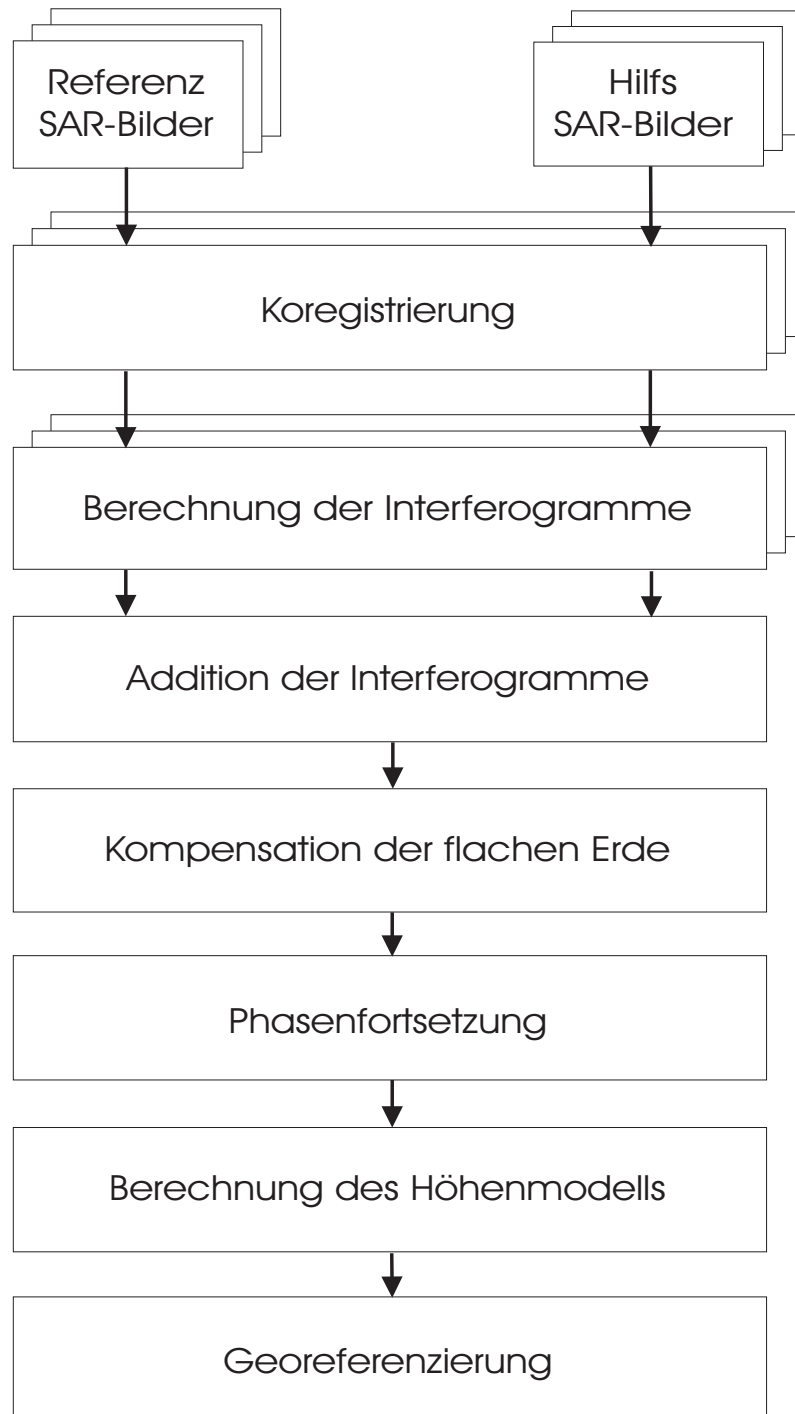 Referenz
SAR-Bilder
Hilfs
SAR-Bilder
Koregistrierung
Berechnung der Interferogramme
Addition der Interferogramme
Kompensation der flachen Erde
Phasenfortsetzung
Berechnung des Höhenmodells
Georeferenzierung